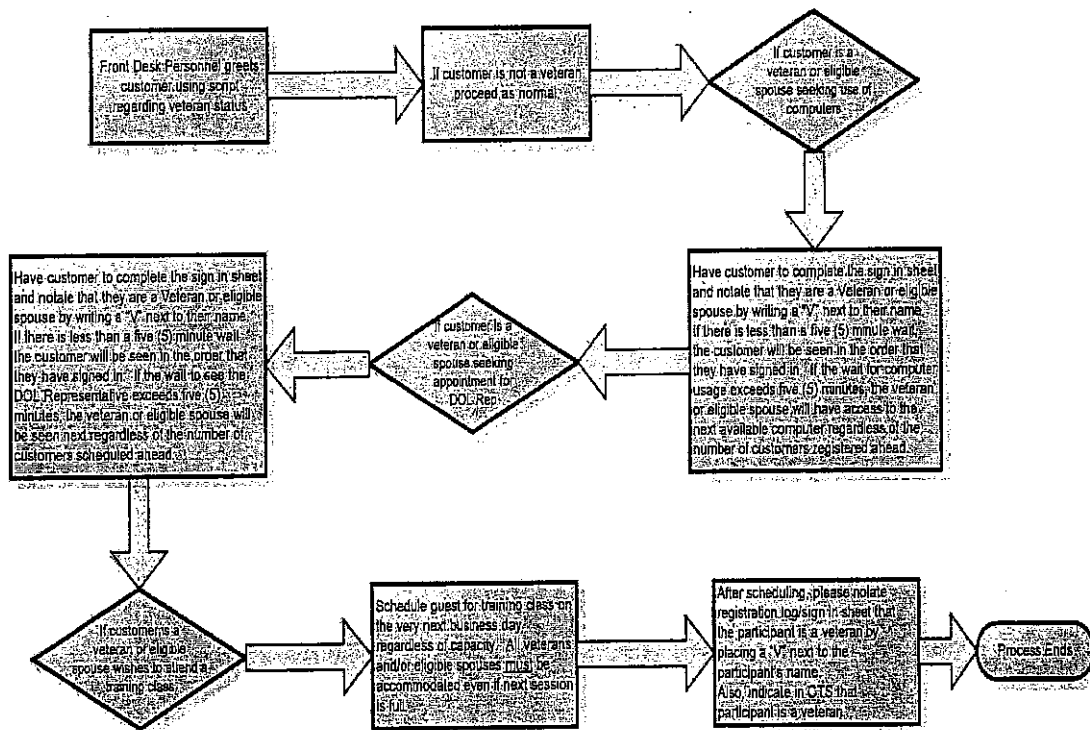 Front Desk Personnel greets
customer using script
regarding veteran status
If customer is not a veteran
proceed as normal
If customer is a
veteran or eligible
spouse seeking use of
computers
Have customer to complete the sign in sheet
and notate that they are a Veteran or eligible
spouse by writing a "V" next to their name.
If there is less than a five (5) minute wait,
the customer will be seen in the order that
they have signed in. If the wait for computer
usage exceeds five (5) minutes, the veteran
or eligible spouse will have access to the
next available computer regardless of the
number of customers registered ahead.
If customer is a
veteran or eligible
spouse seeking
appointment for
DOL Rep
Have customer to complete the sign in sheet
and notate that they are a Veteran or eligible
spouse by writing a "V" next to their name.
If there is less than a five (5) minute wait,
the customer will be seen in the order that
they have signed in. If the wait to see the
DOL Representative exceeds five (5)
minutes, the veteran or eligible spouse will
be seen next regardless of the number of
customers scheduled ahead.
If customer is a
veteran or eligible
spouse wishes to attend a
training class
Schedule guest for training class on
the very next business day
regardless of capacity. All veterans
and/or eligible spouses must be
accommodated even if next session
is full.
After scheduling, please notate
registration log/sign in sheet that
the participant is a veteran by
placing a "V" next to the
participant's name.
Also, indicate in GTS that
participant is a veteran.
Process Ends